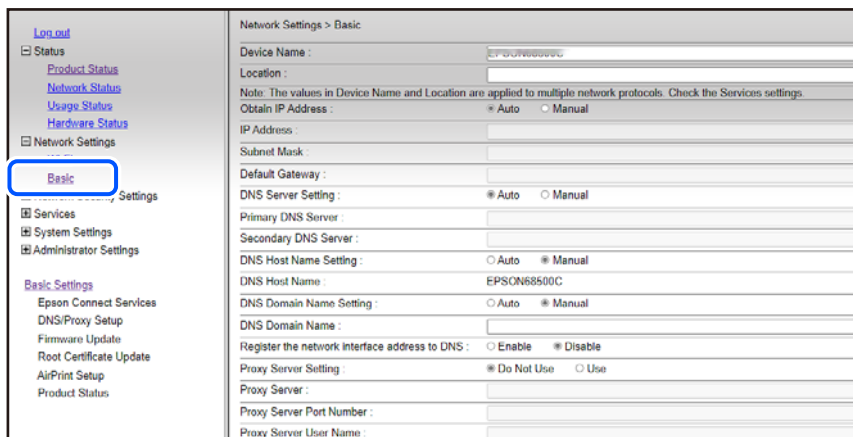 Log out
Status
Product Status
Network Status
Usage Status
Hardware Status
Network Settings
Basic
Settings
Services
System Settings
Administrator Settings
Basic Settings
Epson Connect Services
DNS/Proxy Setup
Firmware Update
Root Certificate Update
AirPrint Setup
Product Status
Network Settings > Basic
Device Name :
Location :
Note: The values in Device Name and Location are applied to multiple network protocols. Check the Services settings.
Obtain IP Address : Auto Manual
IP Address :
Subnet Mask :
Default Gateway :
DNS Server Setting : Auto Manual
Primary DNS Server :
Secondary DNS Server :
DNS Host Name Setting : Auto Manual
DNS Host Name : EPSON68500C
DNS Domain Name Setting : Auto Manual
DNS Domain Name :
Register the network interface address to DNS : Enable Disable
Proxy Server Setting : Do Not Use Use
Proxy Server :
Proxy Server Port Number :
Proxy Server User Name :